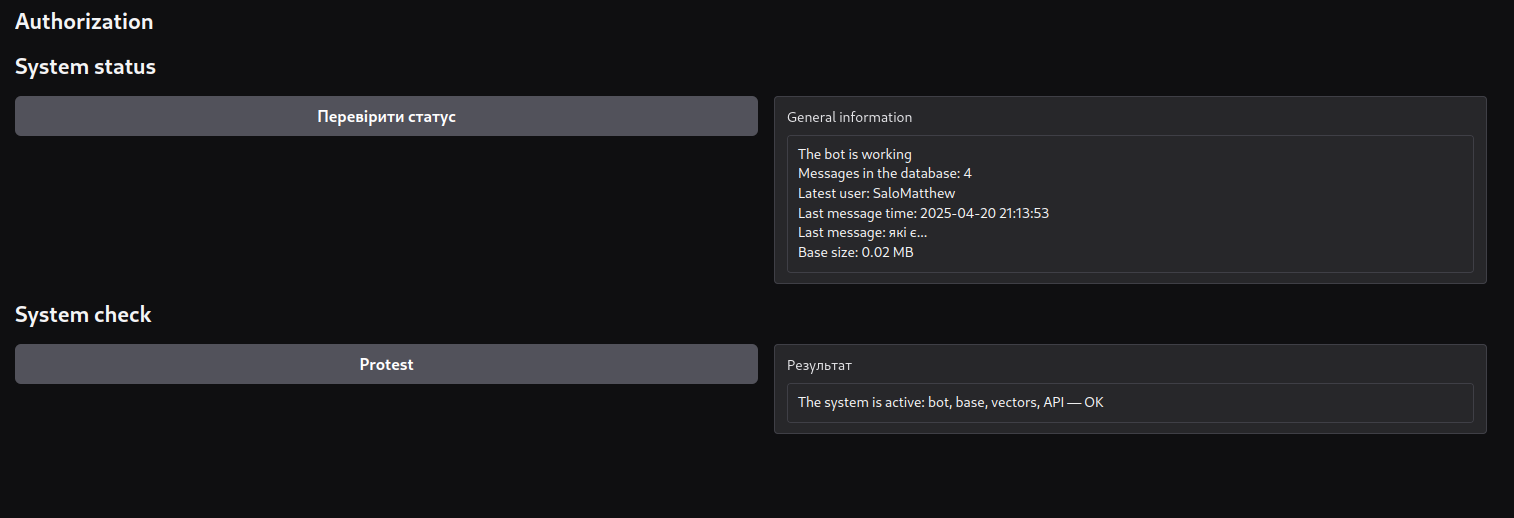 Authorization
System status
Перевірити статус
General information
The bot is working
Messages in the database: 4
Latest user: SaloMatthew
Last message time: 2025-04-20 21:13:53
Last message: які є...
Base size: 0.02 MB
System check
Protest
Результат
The system is active: bot, base, vectors, API — OK